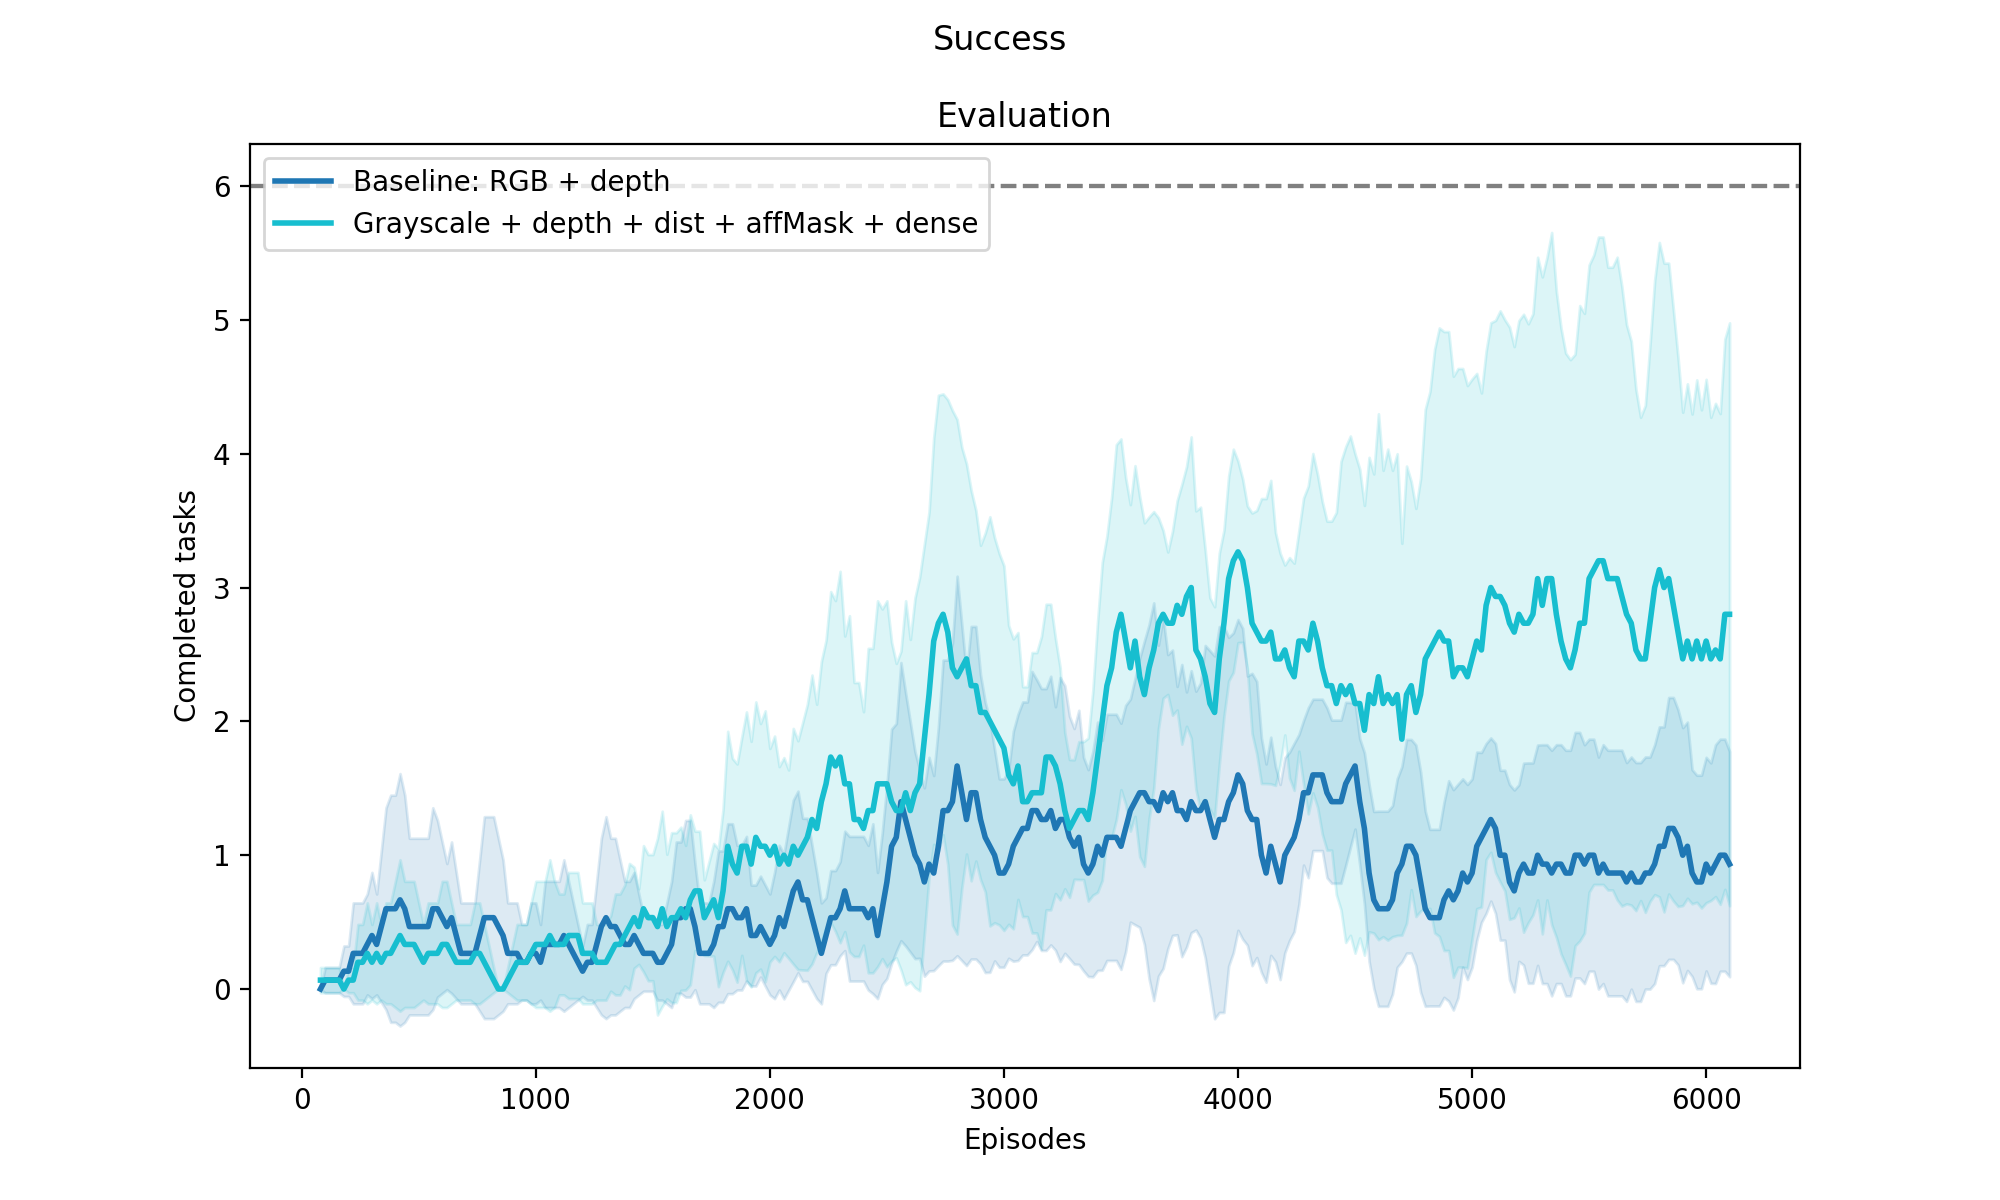 Success
Evaluation
Baseline: RGB + depth
Grayscale + depth + dist + affMask + dense
6
5
4
3
2
1
0
Completed tasks
0 1000 2000 3000 4000 5000 6000
Episodes